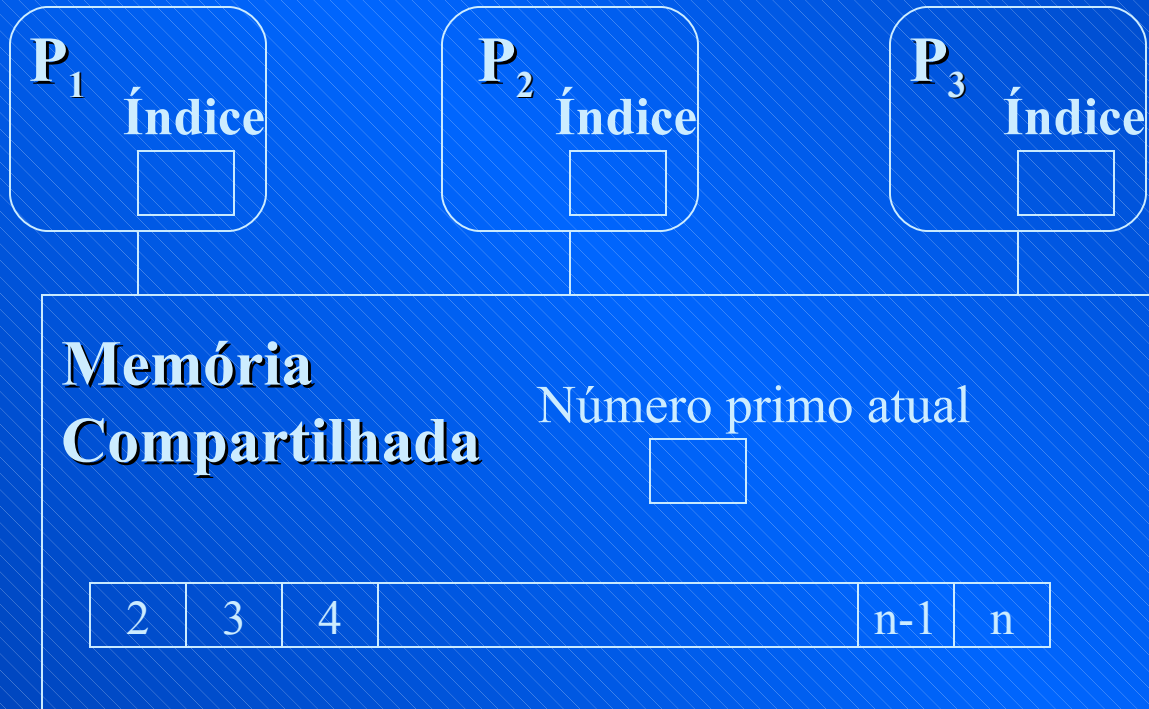 P1
Índice
P2
Índice
P3
Índice
Memória
Compartilhada
Número primo atual
2 3 4 n-1 n